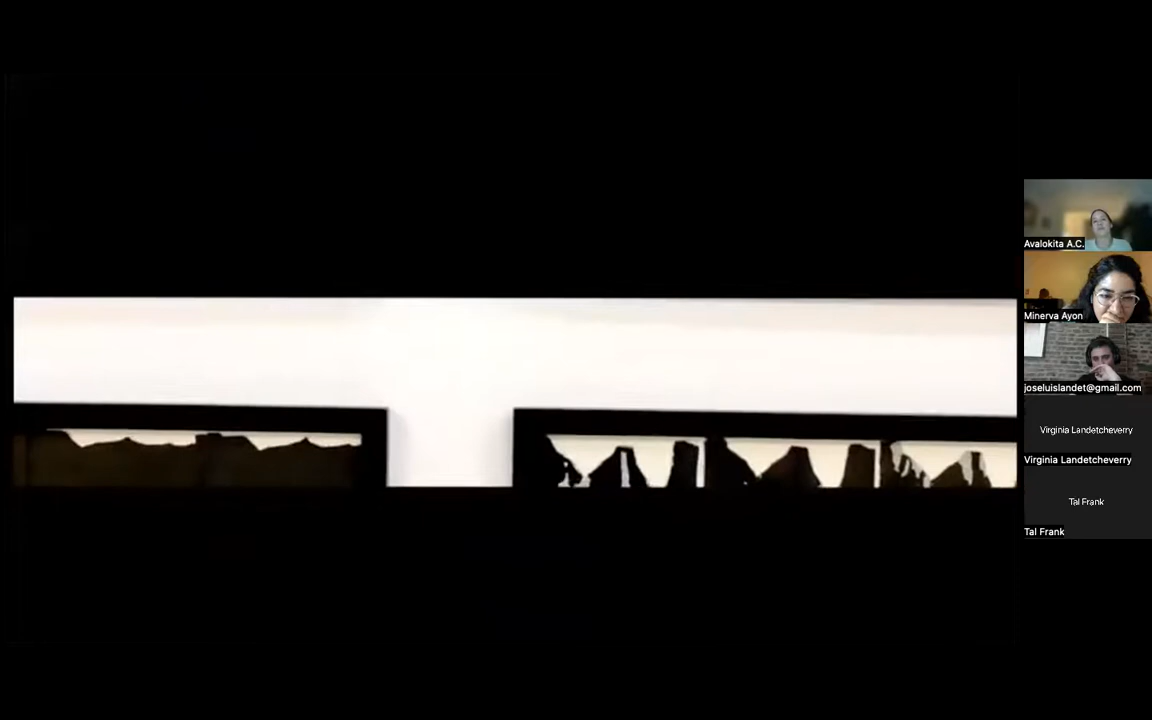 Avalokita A.C.
Minerva Ayon
joseluislandet@gmail.com
Virginia Landetcheverry
Virginia Landetcheverry
Tal Frank
Tal Frank